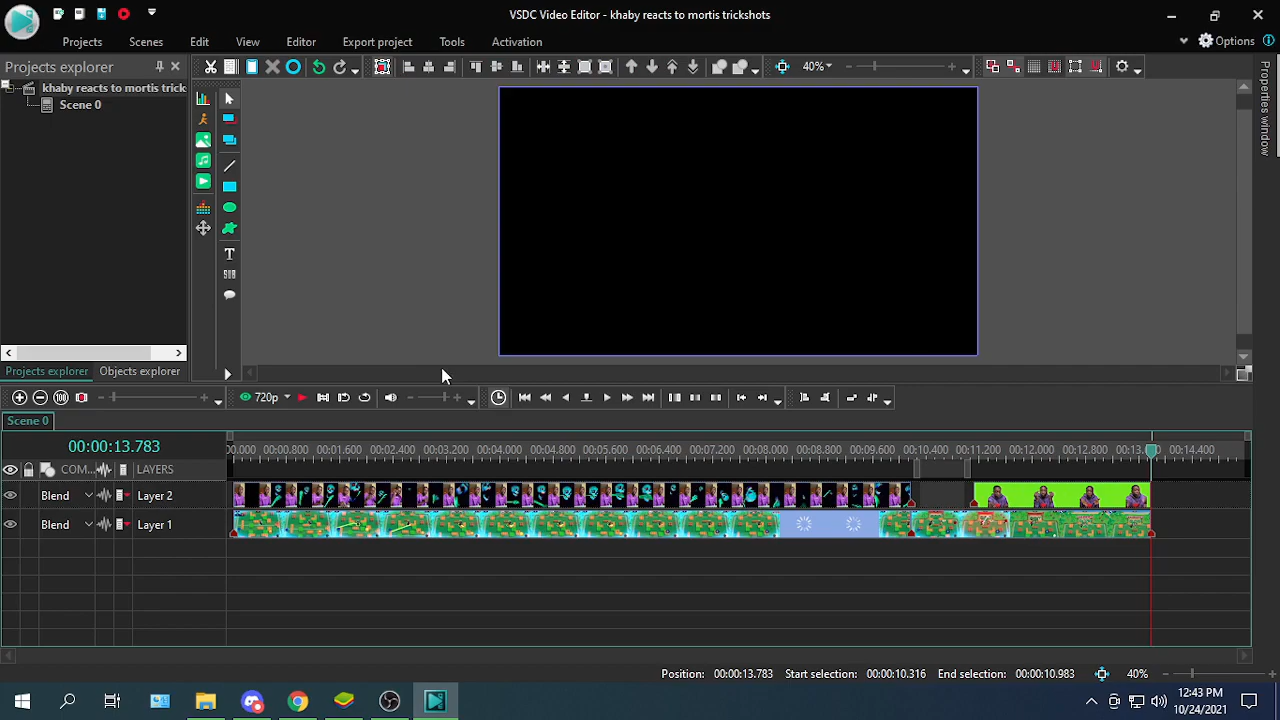 VSDC Video Editor - khaby reacts to mortis trickshots
Projects Scenes Edit View Editor Export project Tools Activation
Options
Projects explorer
40%
khaby reacts to mortis trick
Scene 0
Properties window
T
Projects explorer Objects explorer
720p
Scene 0
00:00:13.783
0.000 00:00.800 00:01.600 00:02.400 00:03.200 00:04.000 00:04.800 00:05.600 00:06.400 00:07.200 00:08.000 00:08.800 00:09.600 00:10.400 00:11.200 00:12.000 00:12.800 00:14.400
COM... LAYERS
Blend Layer 2
Blend Layer 1
Position: 00:00:13.783 Start selection: 00:00:10.316 End selection: 00:00:10.983 40%
12:43 PM
10/24/2021